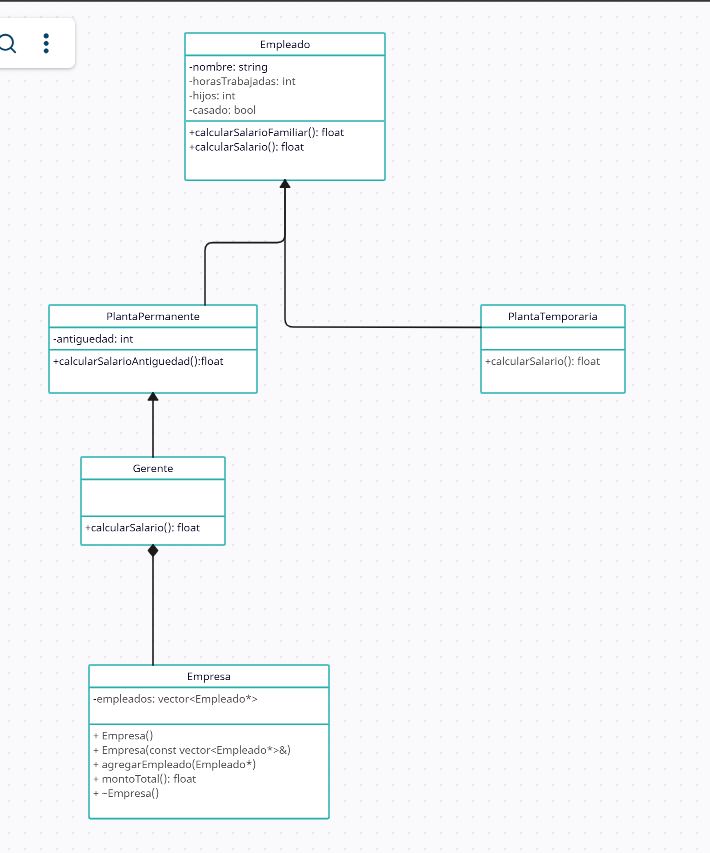 Empleado
-nombre: string
-horasTrabajadas: int
-hijos: int
-casado: bool
+calcularSalarioFamiliar(): float
+calcularSalario(): float
PlantaPermanente
-antiguedad: int
+calcularSalarioAntiguedad():float
PlantaTemporaria
+calcularSalario(): float
Gerente
+calcularSalario(): float
Empresa
-empleados: vector<Empleado*>
+ Empresa()
+ Empresa(const vector<Empleado*>&)
+ agregarEmpleado(Empleado*)
+ montoTotal(): float
+ ~Empresa()